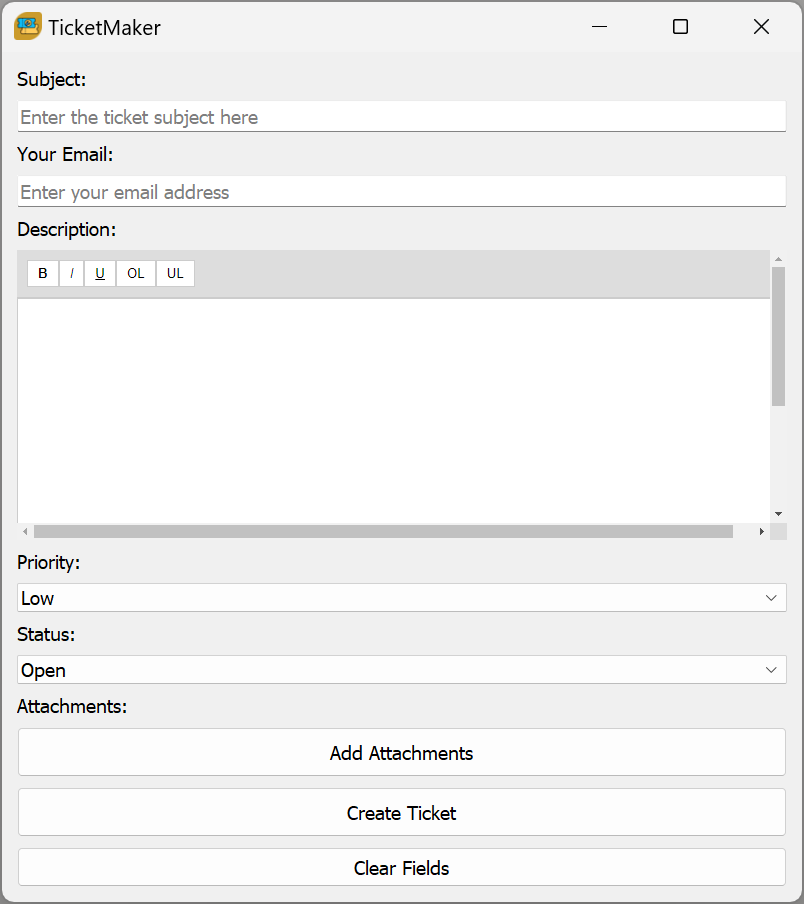 TicketMaker
Subject:
Enter the ticket subject here
Your Email:
Enter your email address
Description:
B I U OL UL
Priority:
Low
Status:
Open
Attachments:
Add Attachments
Create Ticket
Clear Fields